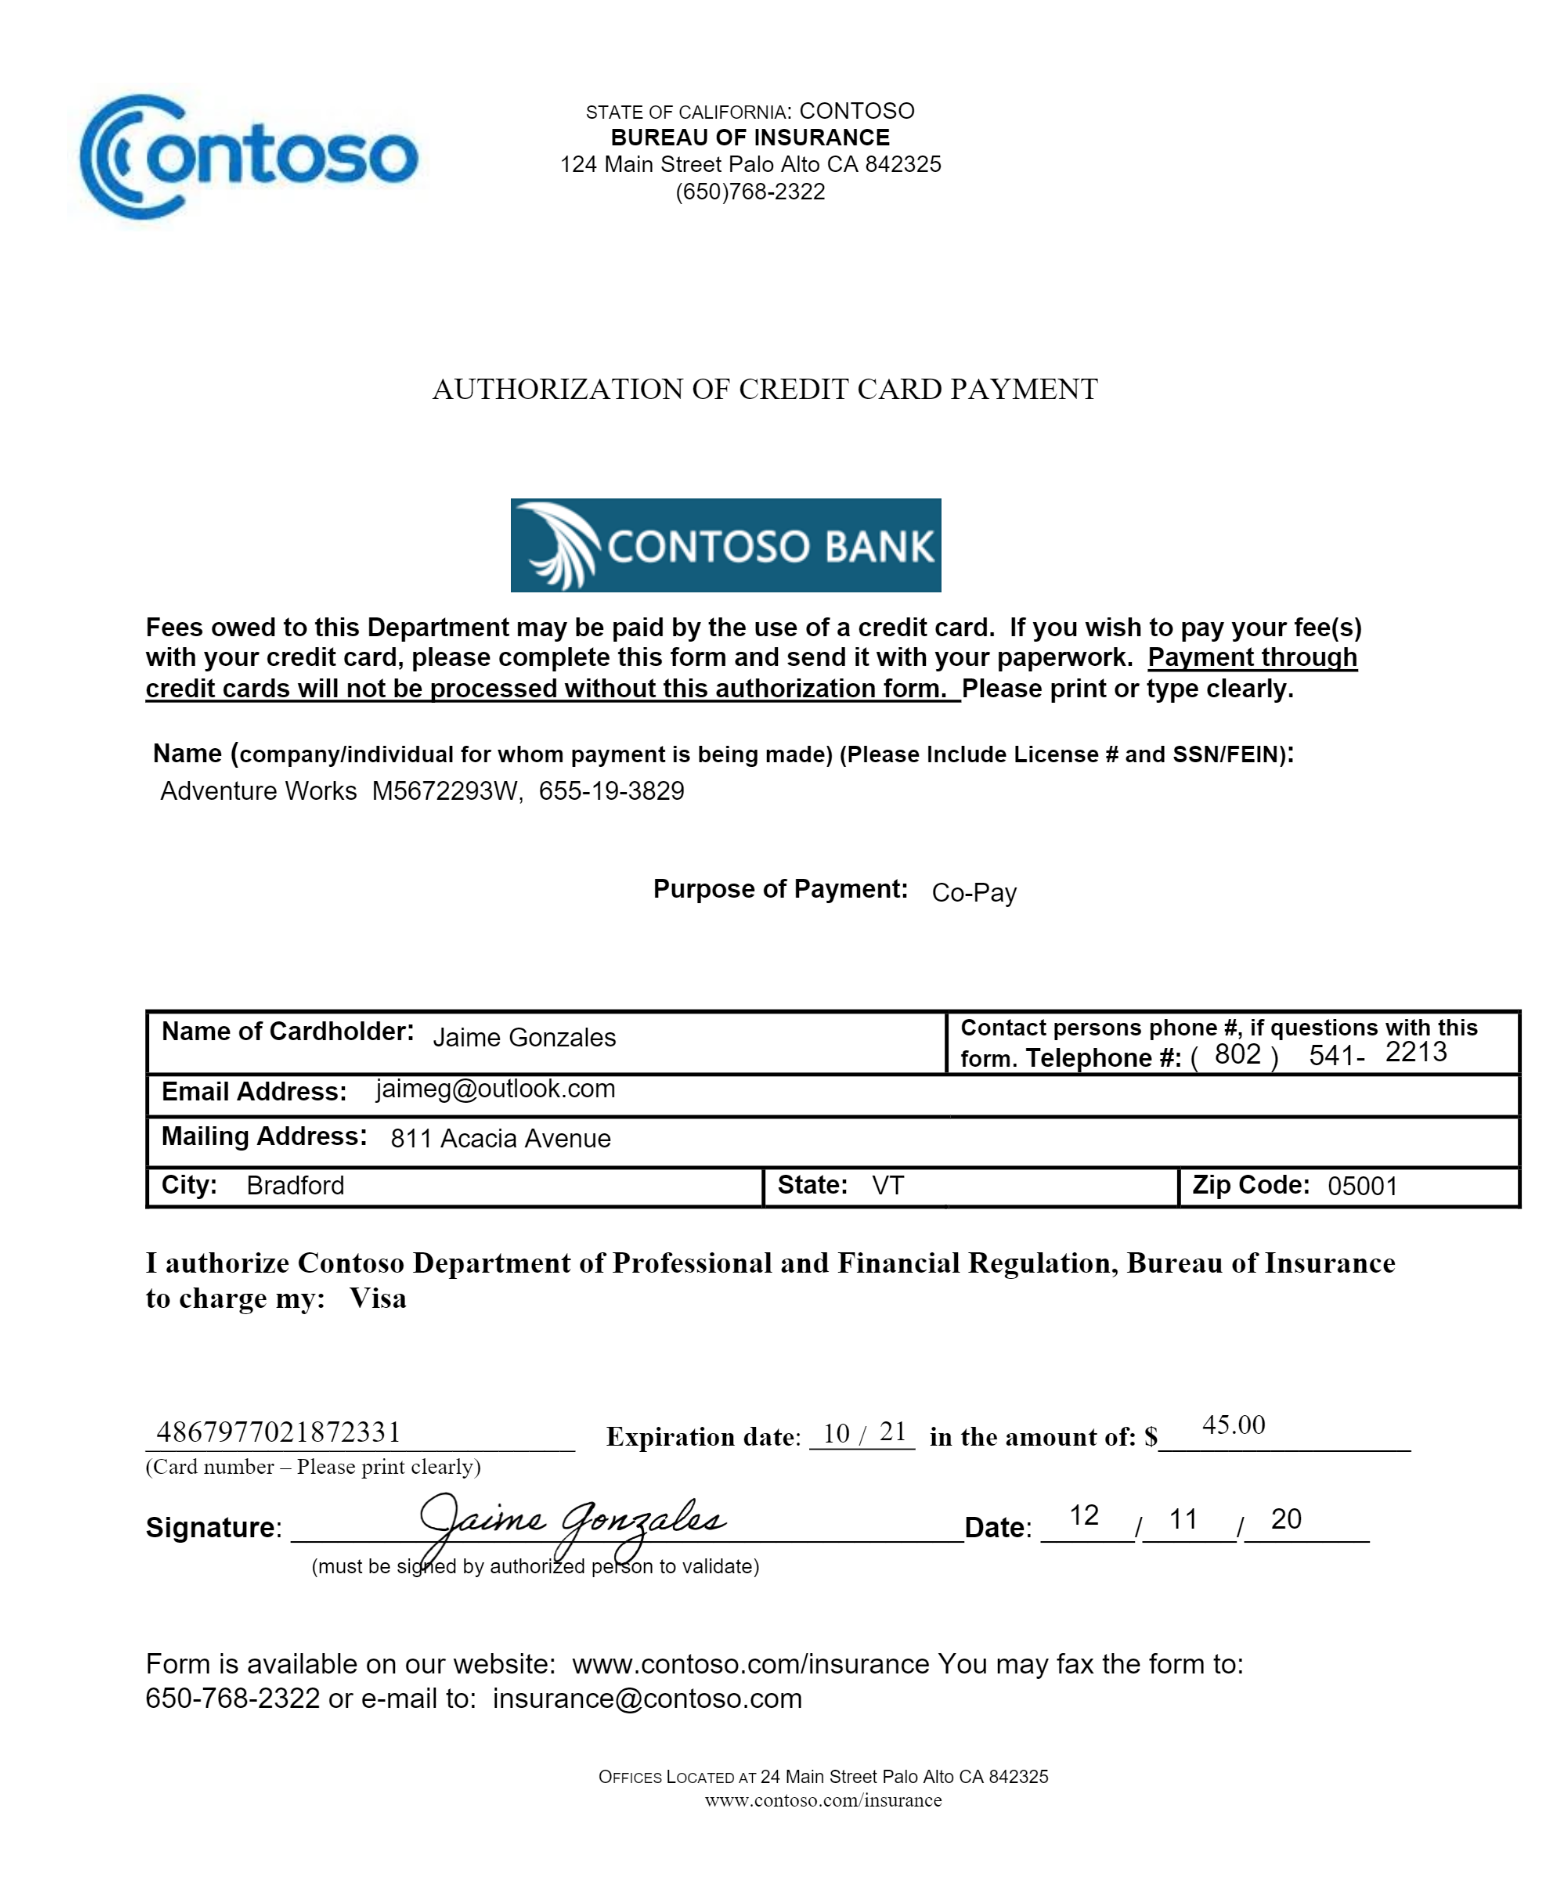 Contoso
STATE OF CALIFORNIA: CONTOSO
BUREAU OF INSURANCE
124 Main Street Palo Alto CA 842325
(650)768-2322
AUTHORIZATION OF CREDIT CARD PAYMENT
CONTOSO BANK
Fees owed to this Department may be paid by the use of a credit card. If you wish to pay your fee(s)
with your credit card, please complete this form and send it with your paperwork. Payment through
credit cards will not be processed without this authorization form. Please print or type clearly.
Name (company/individual for whom payment is being made) (Please Include License # and SSN/FEIN):
Adventure Works M5672293W, 655-19-3829
Purpose of Payment: Co-Pay
Name of Cardholder: Jaime Gonzales
Contact persons phone #, if questions with this
form. Telephone #: ( 802 ) 541- 2213
Email Address: jaimeg@outlook.com
Mailing Address: 811 Acacia Avenue
City: Bradford State: VT Zip Code: 05001
I authorize Contoso Department of Professional and Financial Regulation, Bureau of Insurance
to charge my: Visa
4867977021872331 Expiration date: 10 / 21 in the amount of: $ 45.00
(Card number – Please print clearly)
Signature: Jaime Gonzales Date: 12 / 11 / 20
(must be signed by authorized person to validate)
Form is available on our website: www.contoso.com/insurance You may fax the form to:
650-768-2322 or e-mail to: insurance@contoso.com
OFFICES LOCATED AT 24 Main Street Palo Alto CA 842325
www.contoso.com/insurance